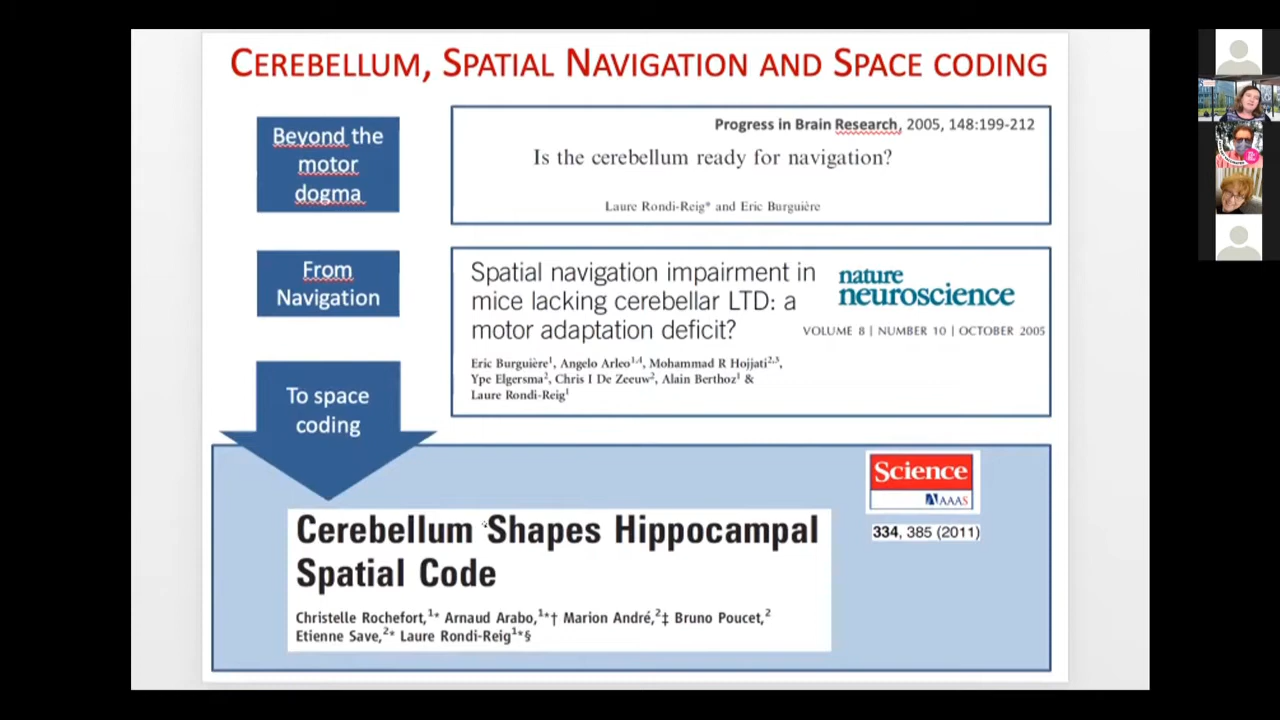 CEREBELLUM, SPATIAL NAVIGATION AND SPACE CODING
Beyond the
motor
dogma
Progress in Brain Research, 2005, 148:199-212
Is the cerebellum ready for navigation?
Laure Rondi-Reig* and Eric Burguière
From
Navigation
Spatial navigation impairment in
mice lacking cerebellar LTD: a
motor adaptation deficit?
nature
neuroscience
VOLUME 8 | NUMBER 10 | OCTOBER 2005
Eric Burguière¹, Angelo Arleo¹,⁴, Mohammad R Hojjati²,³,
Ype Elgersma², Chris I De Zeeuw², Alain Berthoz¹ &
Laure Rondi-Reig¹
To space
coding
Science
AAAS
334, 385 (2011)
Cerebellum Shapes Hippocampal
Spatial Code
Christelle Rochefort,¹* Arnaud Arabo,¹*† Marion André,²‡ Bruno Poucet,²
Etienne Save,²* Laure Rondi-Reig¹*§